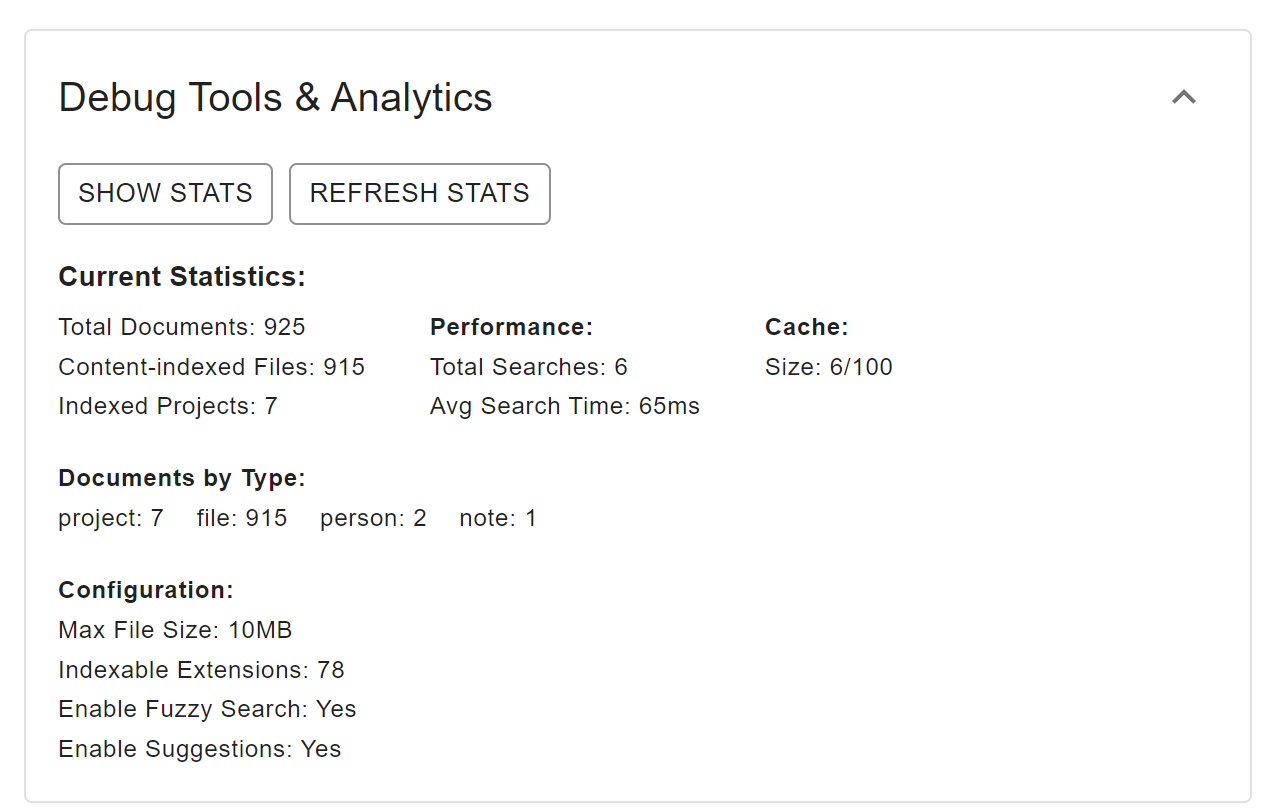 Debug Tools & Analytics
SHOW STATS
REFRESH STATS
Current Statistics:
Total Documents: 925
Content-indexed Files: 915
Indexed Projects: 7
Performance:
Total Searches: 6
Avg Search Time: 65ms
Cache:
Size: 6/100
Documents by Type:
project: 7 file: 915 person: 2 note: 1
Configuration:
Max File Size: 10MB
Indexable Extensions: 78
Enable Fuzzy Search: Yes
Enable Suggestions: Yes